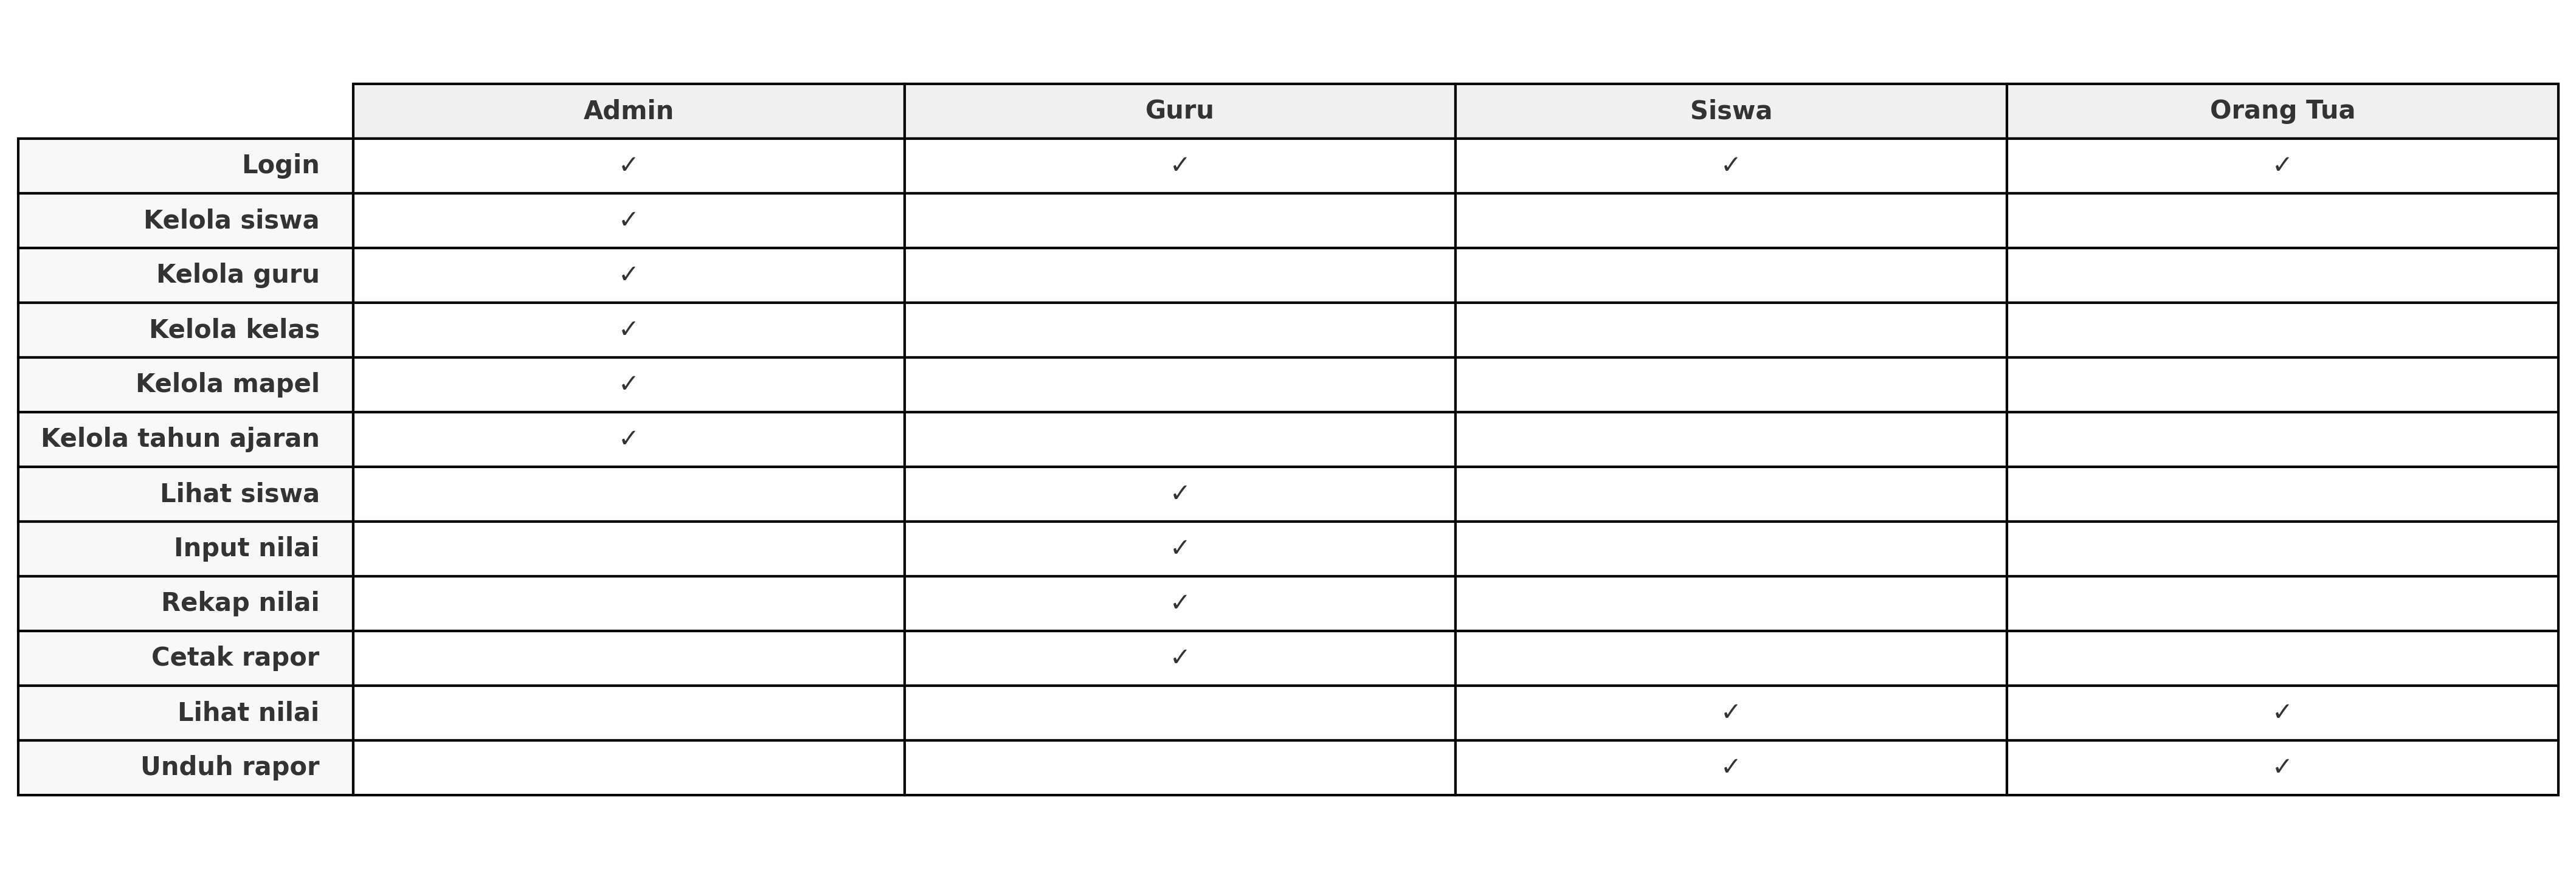 Admin Guru Siswa Orang Tua
Login ✓ ✓ ✓ ✓
Kelola siswa ✓
Kelola guru ✓
Kelola kelas ✓
Kelola mapel ✓
Kelola tahun ajaran ✓
Lihat siswa ✓
Input nilai ✓
Rekap nilai ✓
Cetak rapor ✓
Lihat nilai ✓ ✓
Unduh rapor ✓ ✓